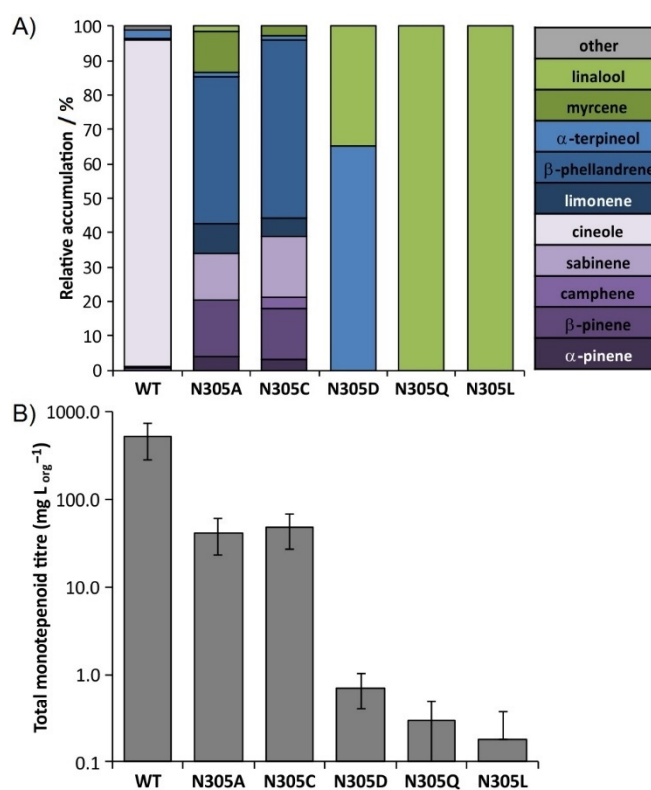 A)
Relative accumulation / %
100
90
80
70
60
50
40
30
20
10
0
WT N305A N305C N305D N305Q N305L
other
linalool
myrcene
α-terpineol
β-phellandrene
limonene
cineole
sabinene
camphene
β-pinene
α-pinene
B)
Total monotepenoid titre (mg L org⁻¹)
1000.0
100.0
10.0
1.0
0.1
WT N305A N305C N305D N305Q N305L